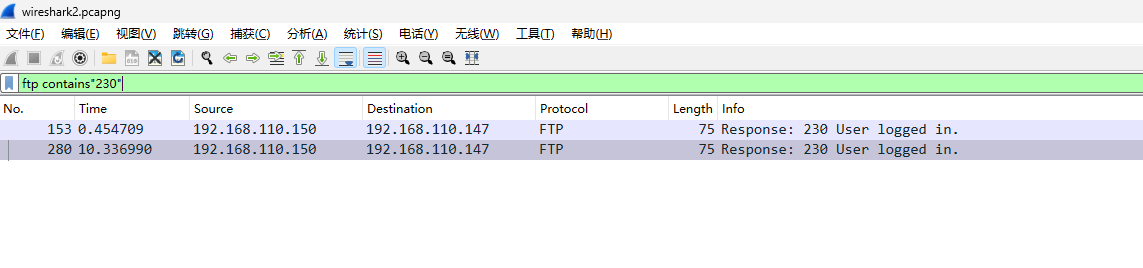 wireshark2.pcapng
文件(F) 编辑(E) 视图(V) 跳转(G) 捕获(C) 分析(A) 统计(S) 电话(Y) 无线(W) 工具(T) 帮助(H)
ftp contains"230"
No. Time Source Destination Protocol Length Info
153 0.454709 192.168.110.150 192.168.110.147 FTP 75 Response: 230 User logged in.
280 10.336990 192.168.110.150 192.168.110.147 FTP 75 Response: 230 User logged in.